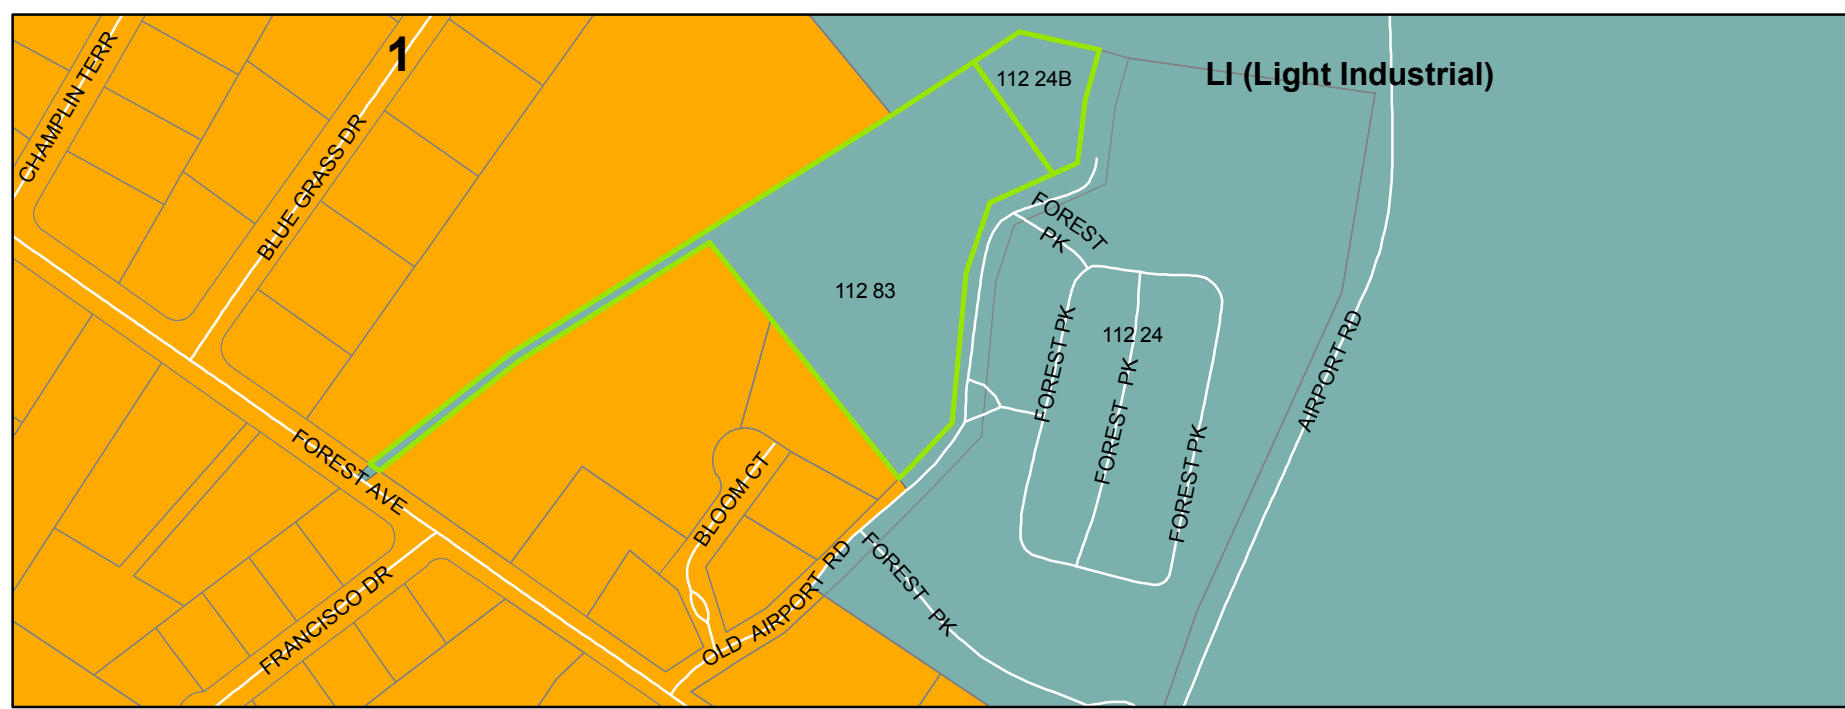 1
LI (Light Industrial)
112 24B
CHAMPLIN TERR
BLUE GRASS DR
FOREST
PK
112 83
112 24
FOREST PK
FOREST PK
FOREST PK
AIRPORT RD
FOREST AVE
BLOOM CT
FRANCISCO DR
OLD AIRPORT RD
FOREST PK